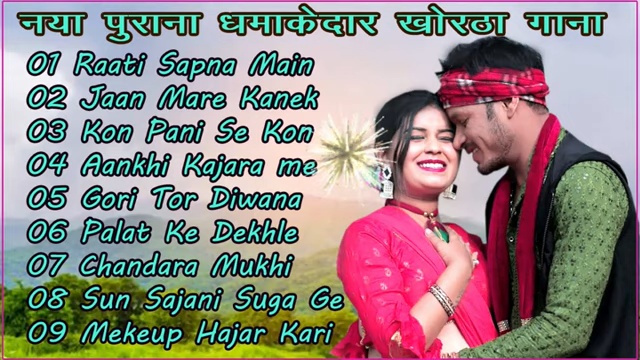 नया पुराना धमाकेदार खोरठा गाना
01 Raati Sapna Main
02 Jaan Mare Kanek
03 Kon Pani Se Kon
04 Aankhi Kajara me
05 Gori Tor Diwana
06 Palat Ke Dekhle
07 Chandara Mukhi
08 Sun Sajani Suga Ge
09 Mekeup Hajar Kari